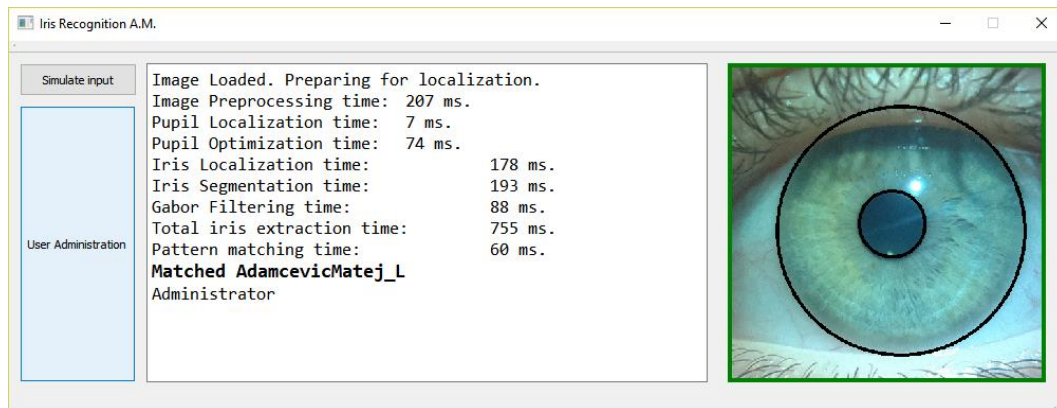 Iris Recognition A.M.
Simulate input
User Administration
Image Loaded. Preparing for localization.
Image Preprocessing time: 207 ms.
Pupil Localization time: 7 ms.
Pupil Optimization time: 74 ms.
Iris Localization time: 178 ms.
Iris Segmentation time: 193 ms.
Gabor Filtering time: 88 ms.
Total iris extraction time: 755 ms.
Pattern matching time: 60 ms.
Matched AdamcevicMatej_L
Administrator